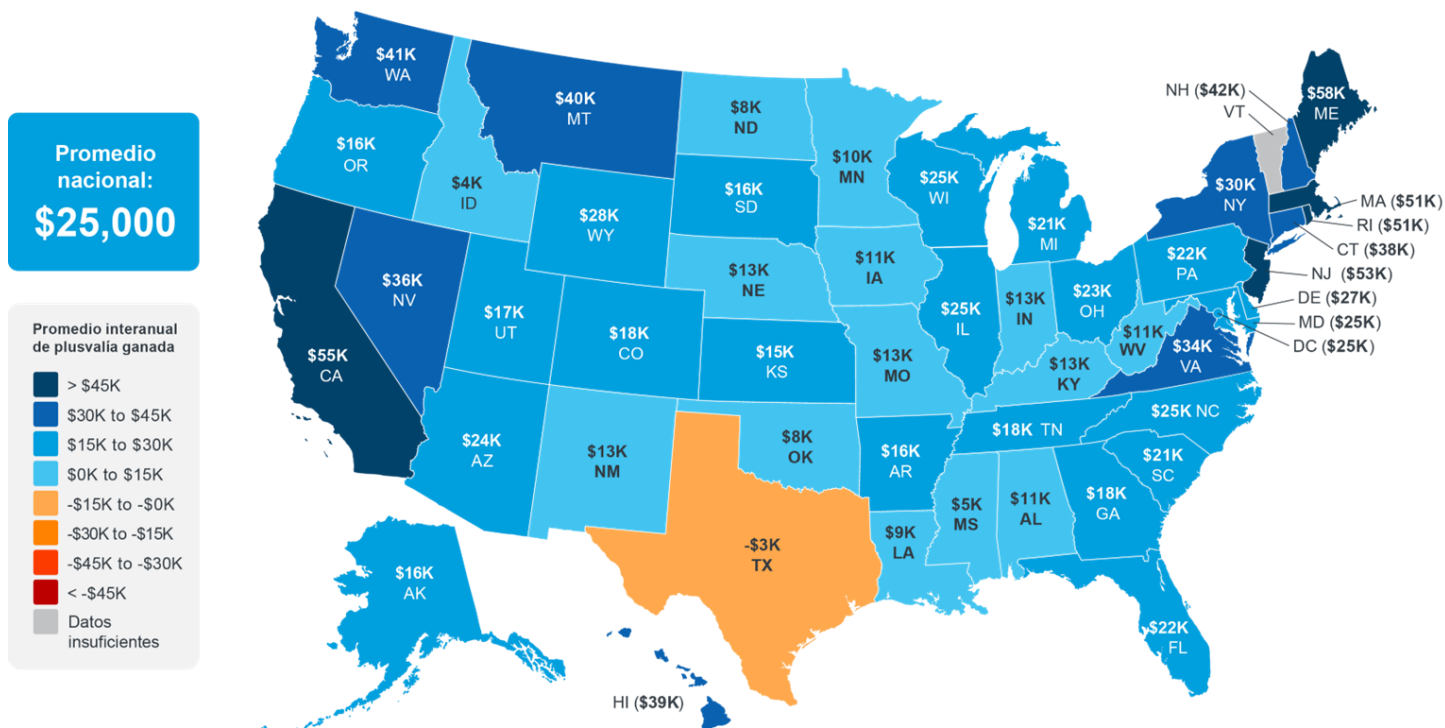 Promedio
nacional:
$25,000
Promedio interanual
de plusvalía ganada
> $45K
$30K to $45K
$15K to $30K
$0K to $15K
-$15K to -$0K
-$30K to -$15K
-$45K to -$30K
< -$45K
Datos
insuficientes
$41K
WA
$16K
OR
$55K
CA
$36K
NV
$4K
ID
$40K
MT
$28K
WY
$17K
UT
$18K
CO
$24K
AZ
$13K
NM
$8K
ND
$16K
SD
$13K
NE
$15K
KS
$8K
OK
-$3K
TX
$10K
MN
$11K
IA
$13K
MO
$16K
AR
$9K
LA
$25K
WI
$25K
IL
$21K
MI
$13K
IN
$23K
OH
$13K
KY
$18K TN
$5K
MS
$11K
AL
$18K
GA
$22K
FL
$21K
SC
$25K NC
$34K
VA
$11K
WV
$22K
PA
$30K
NY
$58K
ME
NH ($42K)
VT
MA ($51K)
RI ($51K)
CT ($38K)
NJ ($53K)
DE ($27K)
MD ($25K)
DC ($25K)
$16K
AK
HI ($39K)